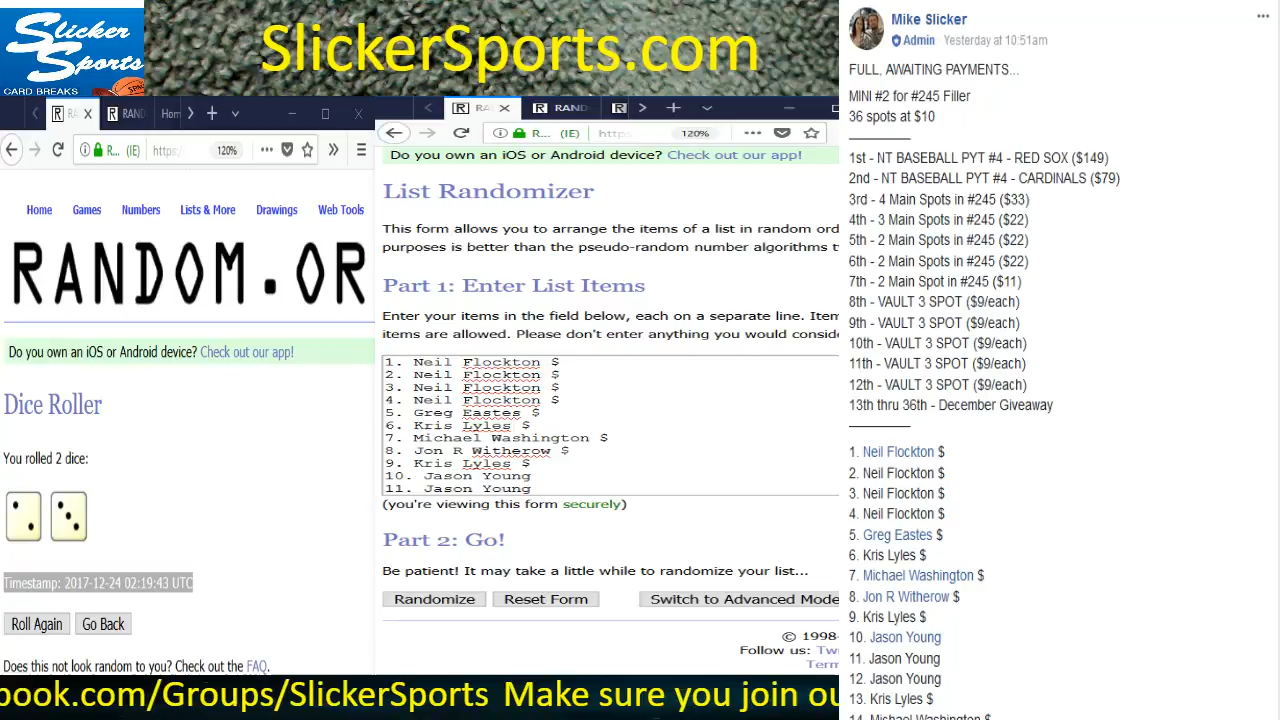 Slicker
Sports
CARD BREAKS
SlickerSports.com
Mike Slicker
Admin Yesterday at 10:51am
FULL, AWAITING PAYMENTS...
MINI #2 for #245 Filler
36 spots at $10
1st - NT BASEBALL PYT #4 - RED SOX ($149)
2nd - NT BASEBALL PYT #4 - CARDINALS ($79)
3rd - 4 Main Spots in #245 ($33)
4th - 3 Main Spots in #245 ($22)
5th - 2 Main Spots in #245 ($22)
6th - 2 Main Spots in #245 ($22)
7th - 2 Main Spot in #245 ($11)
8th - VAULT 3 SPOT ($9/each)
9th - VAULT 3 SPOT ($9/each)
10th - VAULT 3 SPOT ($9/each)
11th - VAULT 3 SPOT ($9/each)
12th - VAULT 3 SPOT ($9/each)
13th thru 36th - December Giveaway
1. Neil Flockton $
2. Neil Flockton $
3. Neil Flockton $
4. Neil Flockton $
5. Greg Eastes $
6. Kris Lyles $
7. Michael Washington $
8. Jon R Witherow $
9. Kris Lyles $
10. Jason Young
11. Jason Young
12. Jason Young
13. Kris Lyles $
14. Michael Washington $
RAND Hom
R... (IE) https: 120%
Home Games Numbers Lists & More Drawings Web Tools
RANDOM.OR
Do you own an iOS or Android device? Check out our app!
Dice Roller
You rolled 2 dice:
Timestamp: 2017-12-24 02:19:43 UTC
Roll Again Go Back
Does this not look random to you? Check out the FAQ.
RAND
R... (IE) https: 120%
Do you own an iOS or Android device? Check out our app!
List Randomizer
This form allows you to arrange the items of a list in random ord
purposes is better than the pseudo-random number algorithms
Part 1: Enter List Items
Enter your items in the field below, each on a separate line. Item
items are allowed. Please don't enter anything you would conside
1. Neil Flockton $
2. Neil Flockton $
3. Neil Flockton $
4. Neil Flockton $
5. Greg Eastes $
6. Kris Lyles $
7. Michael Washington $
8. Jon R Witherow $
9. Kris Lyles $
10. Jason Young
11. Jason Young
(you're viewing this form securely)
Part 2: Go!
Be patient! It may take a little while to randomize your list...
Randomize Reset Form Switch to Advanced Mode
© 1998-
Follow us: Tw
Term
book.com/Groups/SlickerSports Make sure you join ou